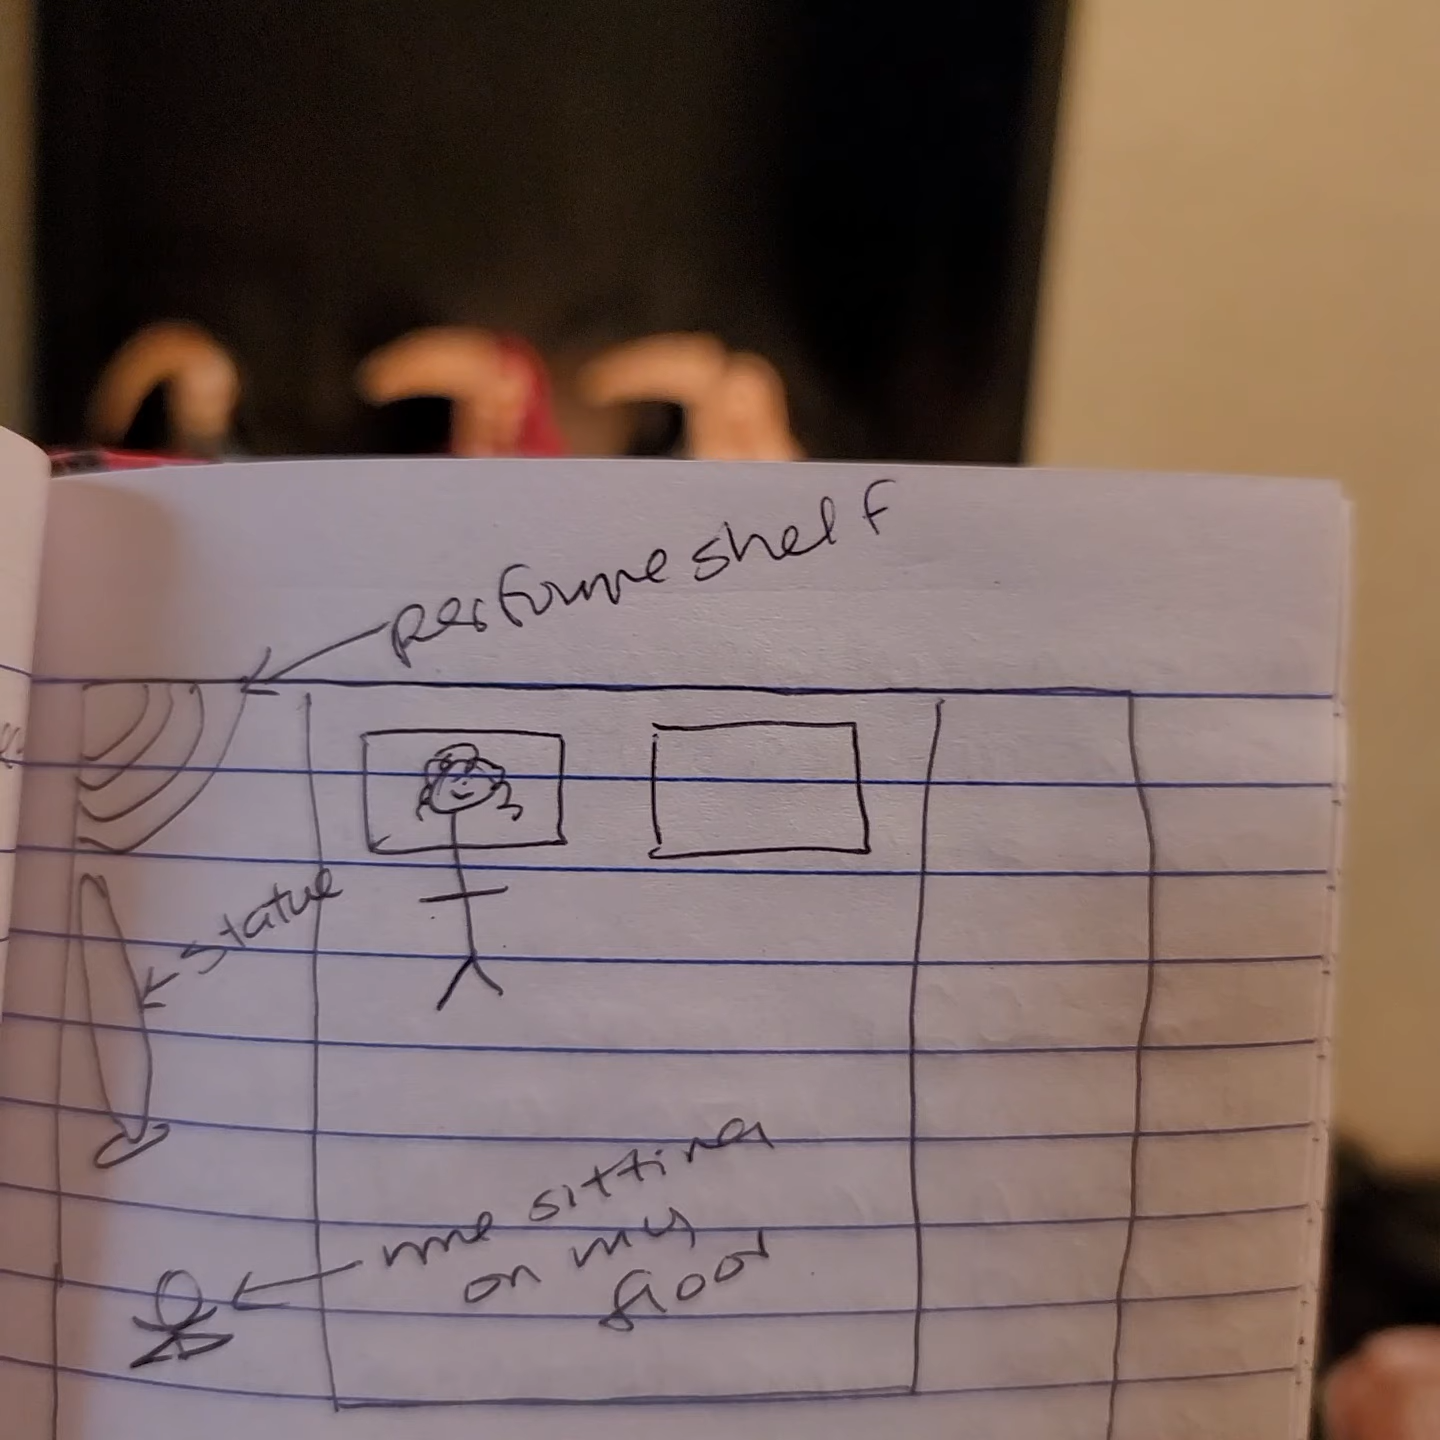 perfume shelf
statue
me sitting
on my
floor